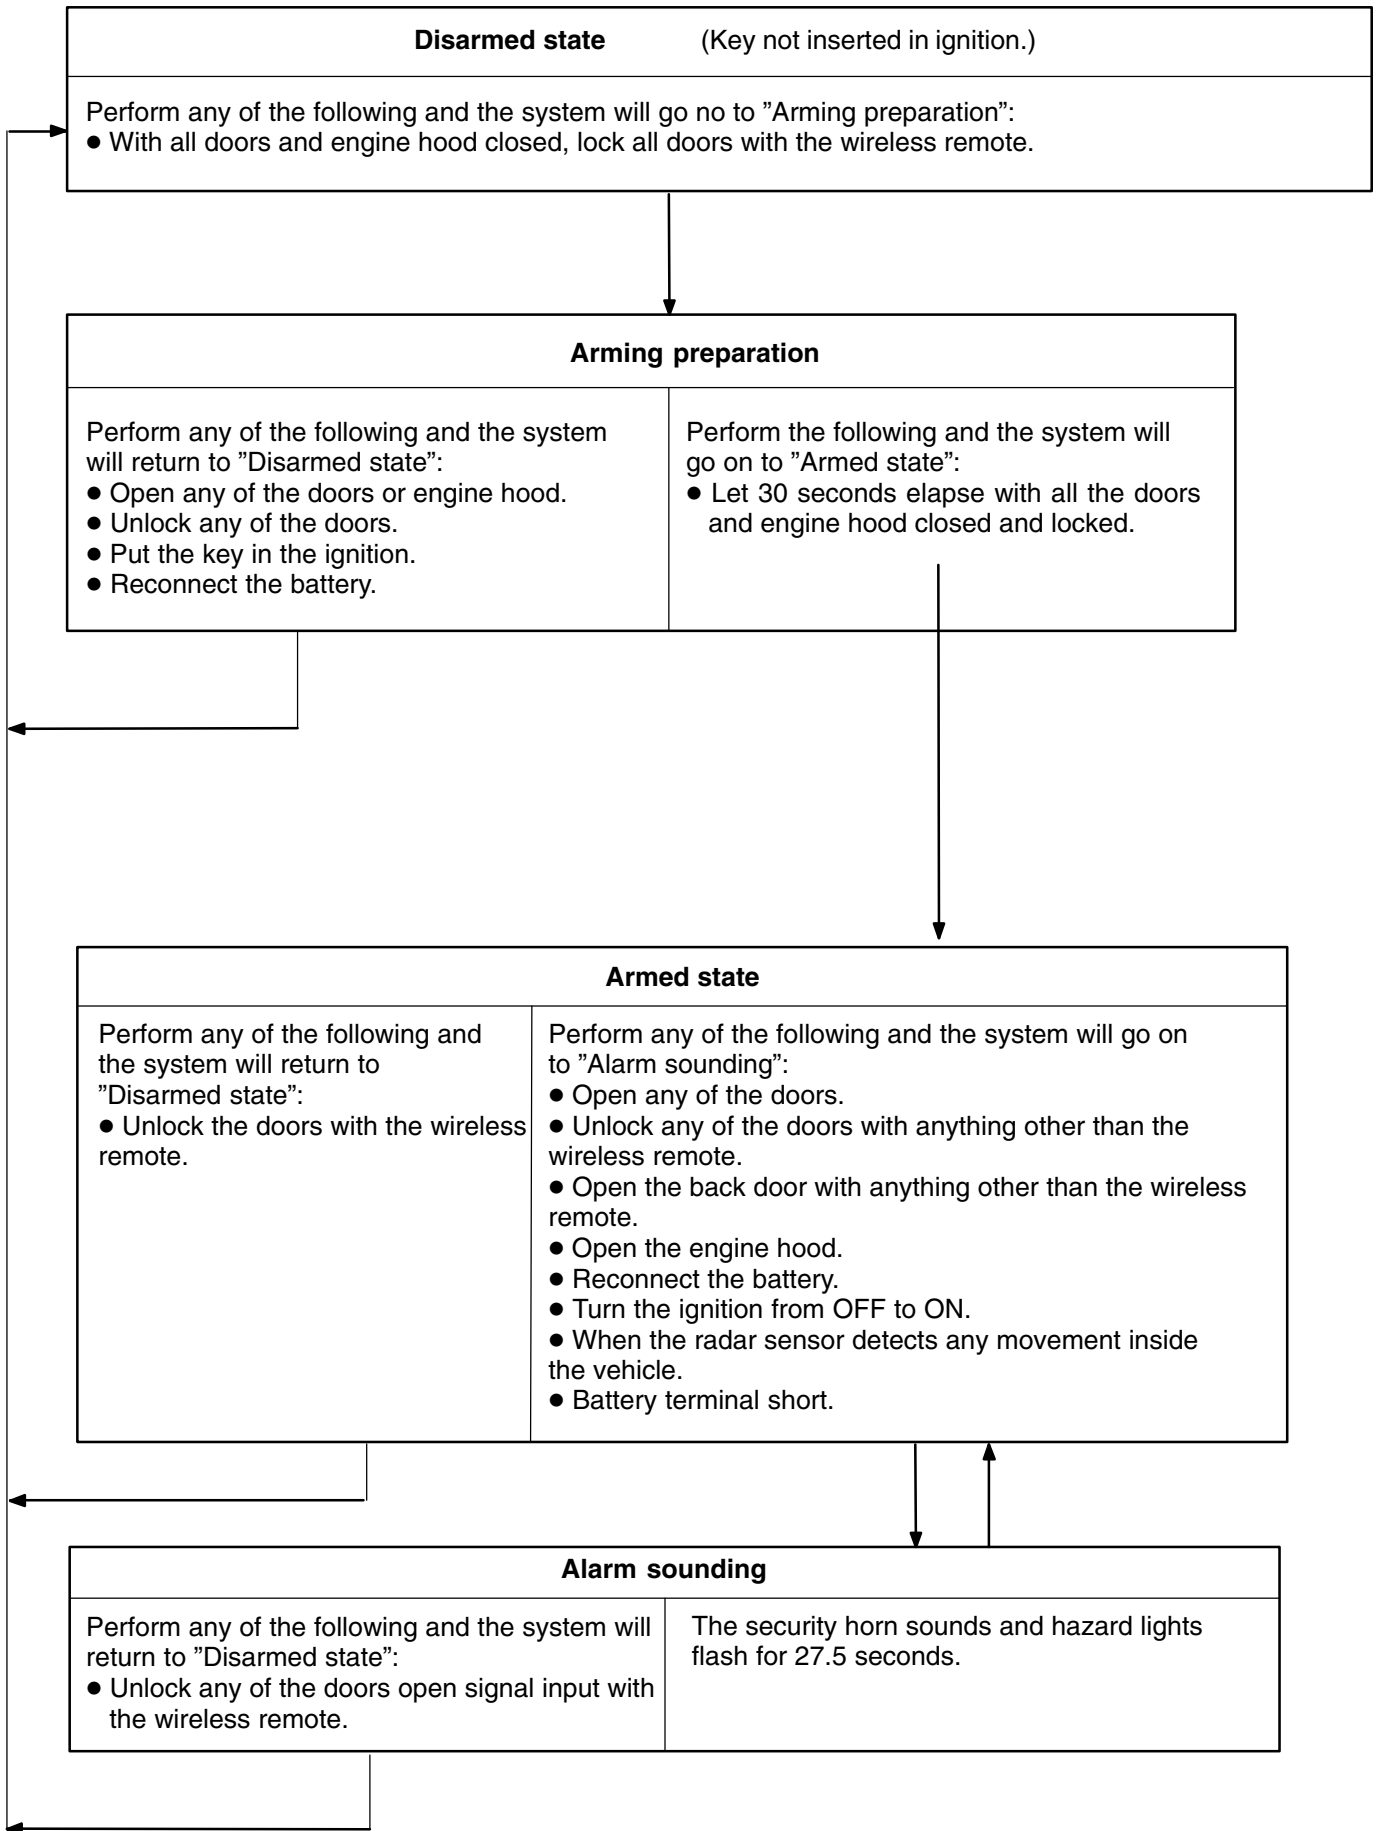 Disarmed state (Key not inserted in ignition.)
Perform any of the following and the system will go no to ”Arming preparation”:
● With all doors and engine hood closed, lock all doors with the wireless remote.
Arming preparation
Perform any of the following and the system
will return to ”Disarmed state”:
● Open any of the doors or engine hood.
● Unlock any of the doors.
● Put the key in the ignition.
● Reconnect the battery.
Perform the following and the system will
go on to ”Armed state”:
● Let 30 seconds elapse with all the doors
and engine hood closed and locked.
Armed state
Perform any of the following and
the system will return to
”Disarmed state”:
● Unlock the doors with the wireless
remote.
Perform any of the following and the system will go on
to ”Alarm sounding”:
● Open any of the doors.
● Unlock any of the doors with anything other than the
wireless remote.
● Open the back door with anything other than the wireless
remote.
● Open the engine hood.
● Reconnect the battery.
● Turn the ignition from OFF to ON.
● When the radar sensor detects any movement inside
the vehicle.
● Battery terminal short.
Alarm sounding
Perform any of the following and the system will
return to ”Disarmed state”:
● Unlock any of the doors open signal input with
the wireless remote.
The security horn sounds and hazard lights
flash for 27.5 seconds.